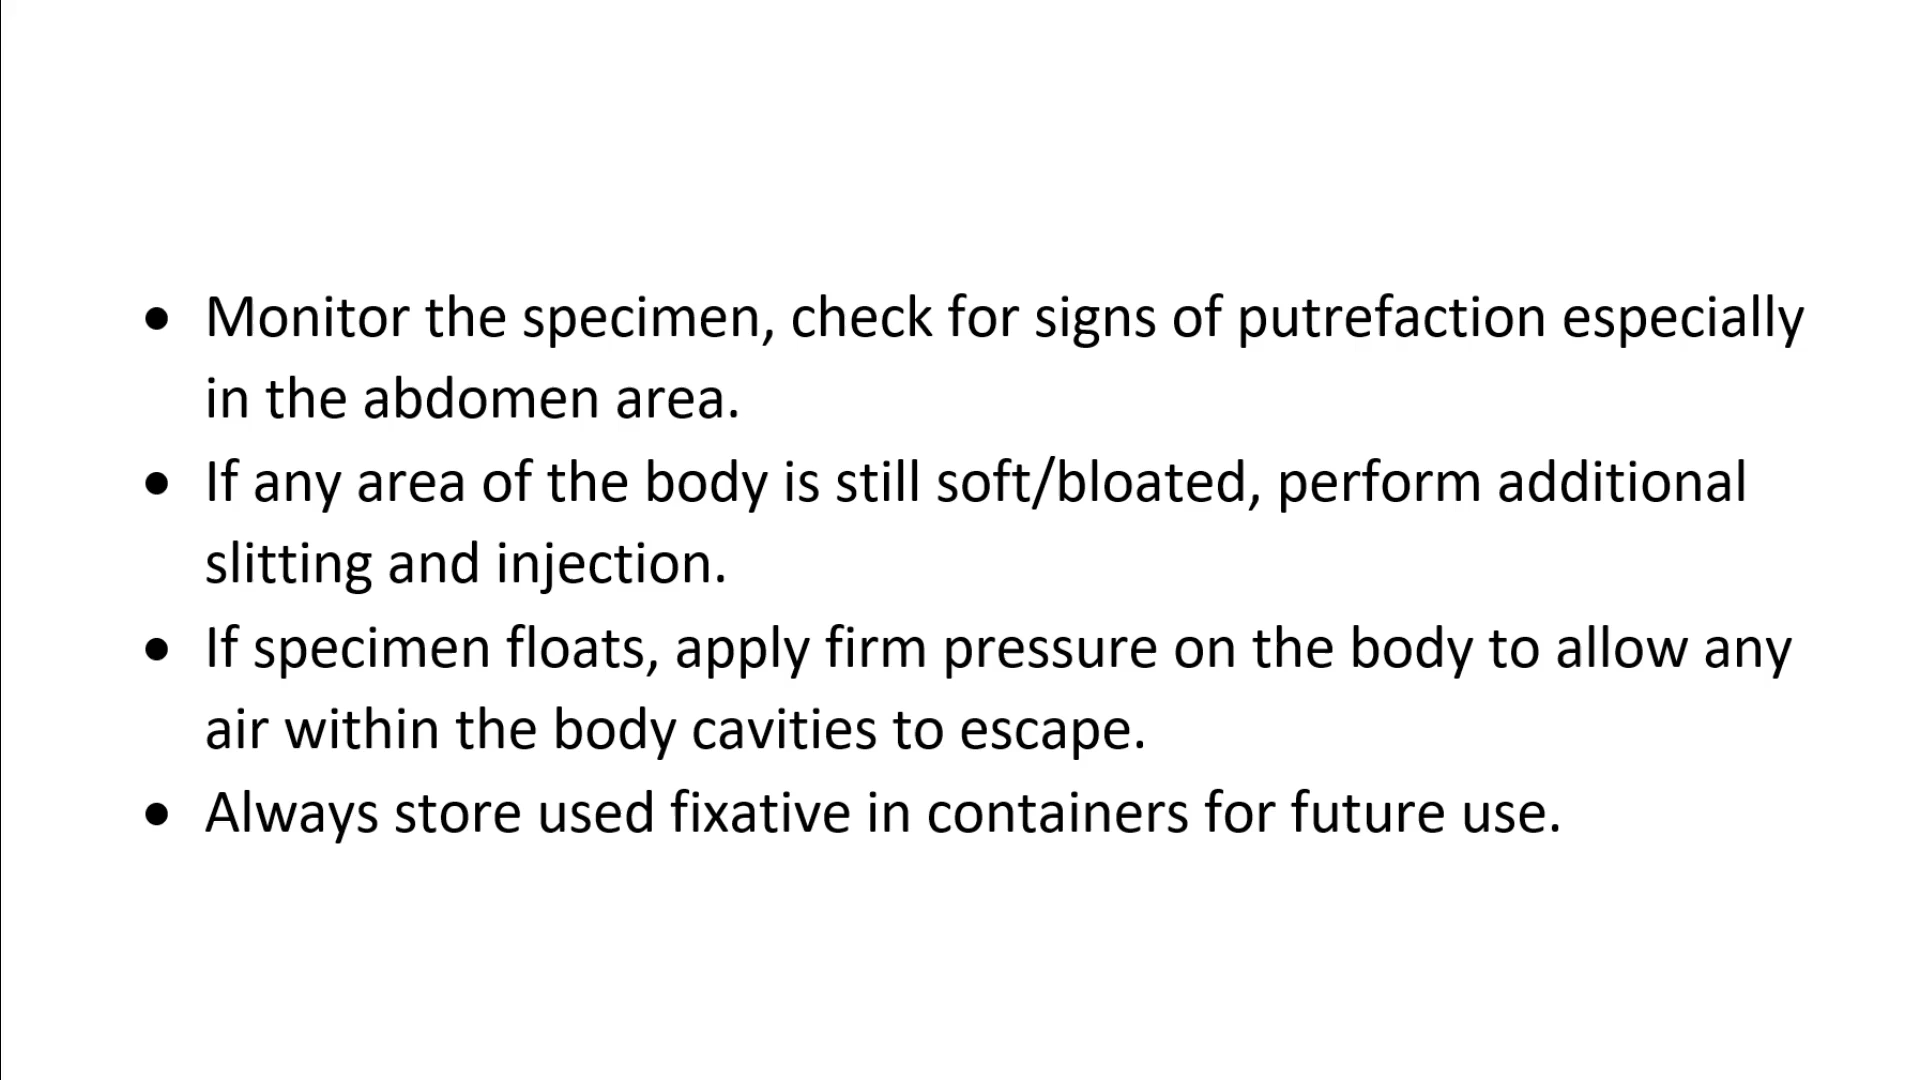 • Monitor the specimen, check for signs of putrefaction especially
in the abdomen area.
• If any area of the body is still soft/bloated, perform additional
slitting and injection.
• If specimen floats, apply firm pressure on the body to allow any
air within the body cavities to escape.
• Always store used fixative in containers for future use.